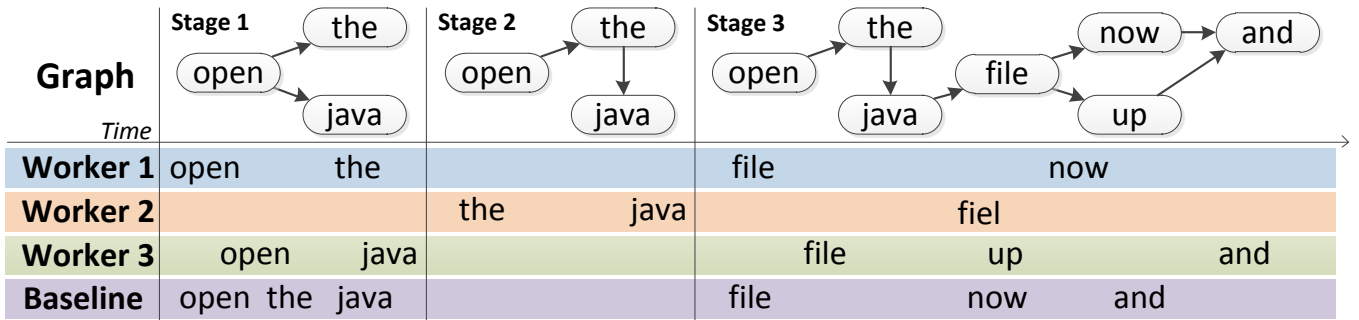 Stage 1 the Stage 2 the Stage 3 the now and
Graph open open open file
java java java up
Time
Worker 1 open the file now
Worker 2 the java fiel
Worker 3 open java file up and
Baseline open the java file now and